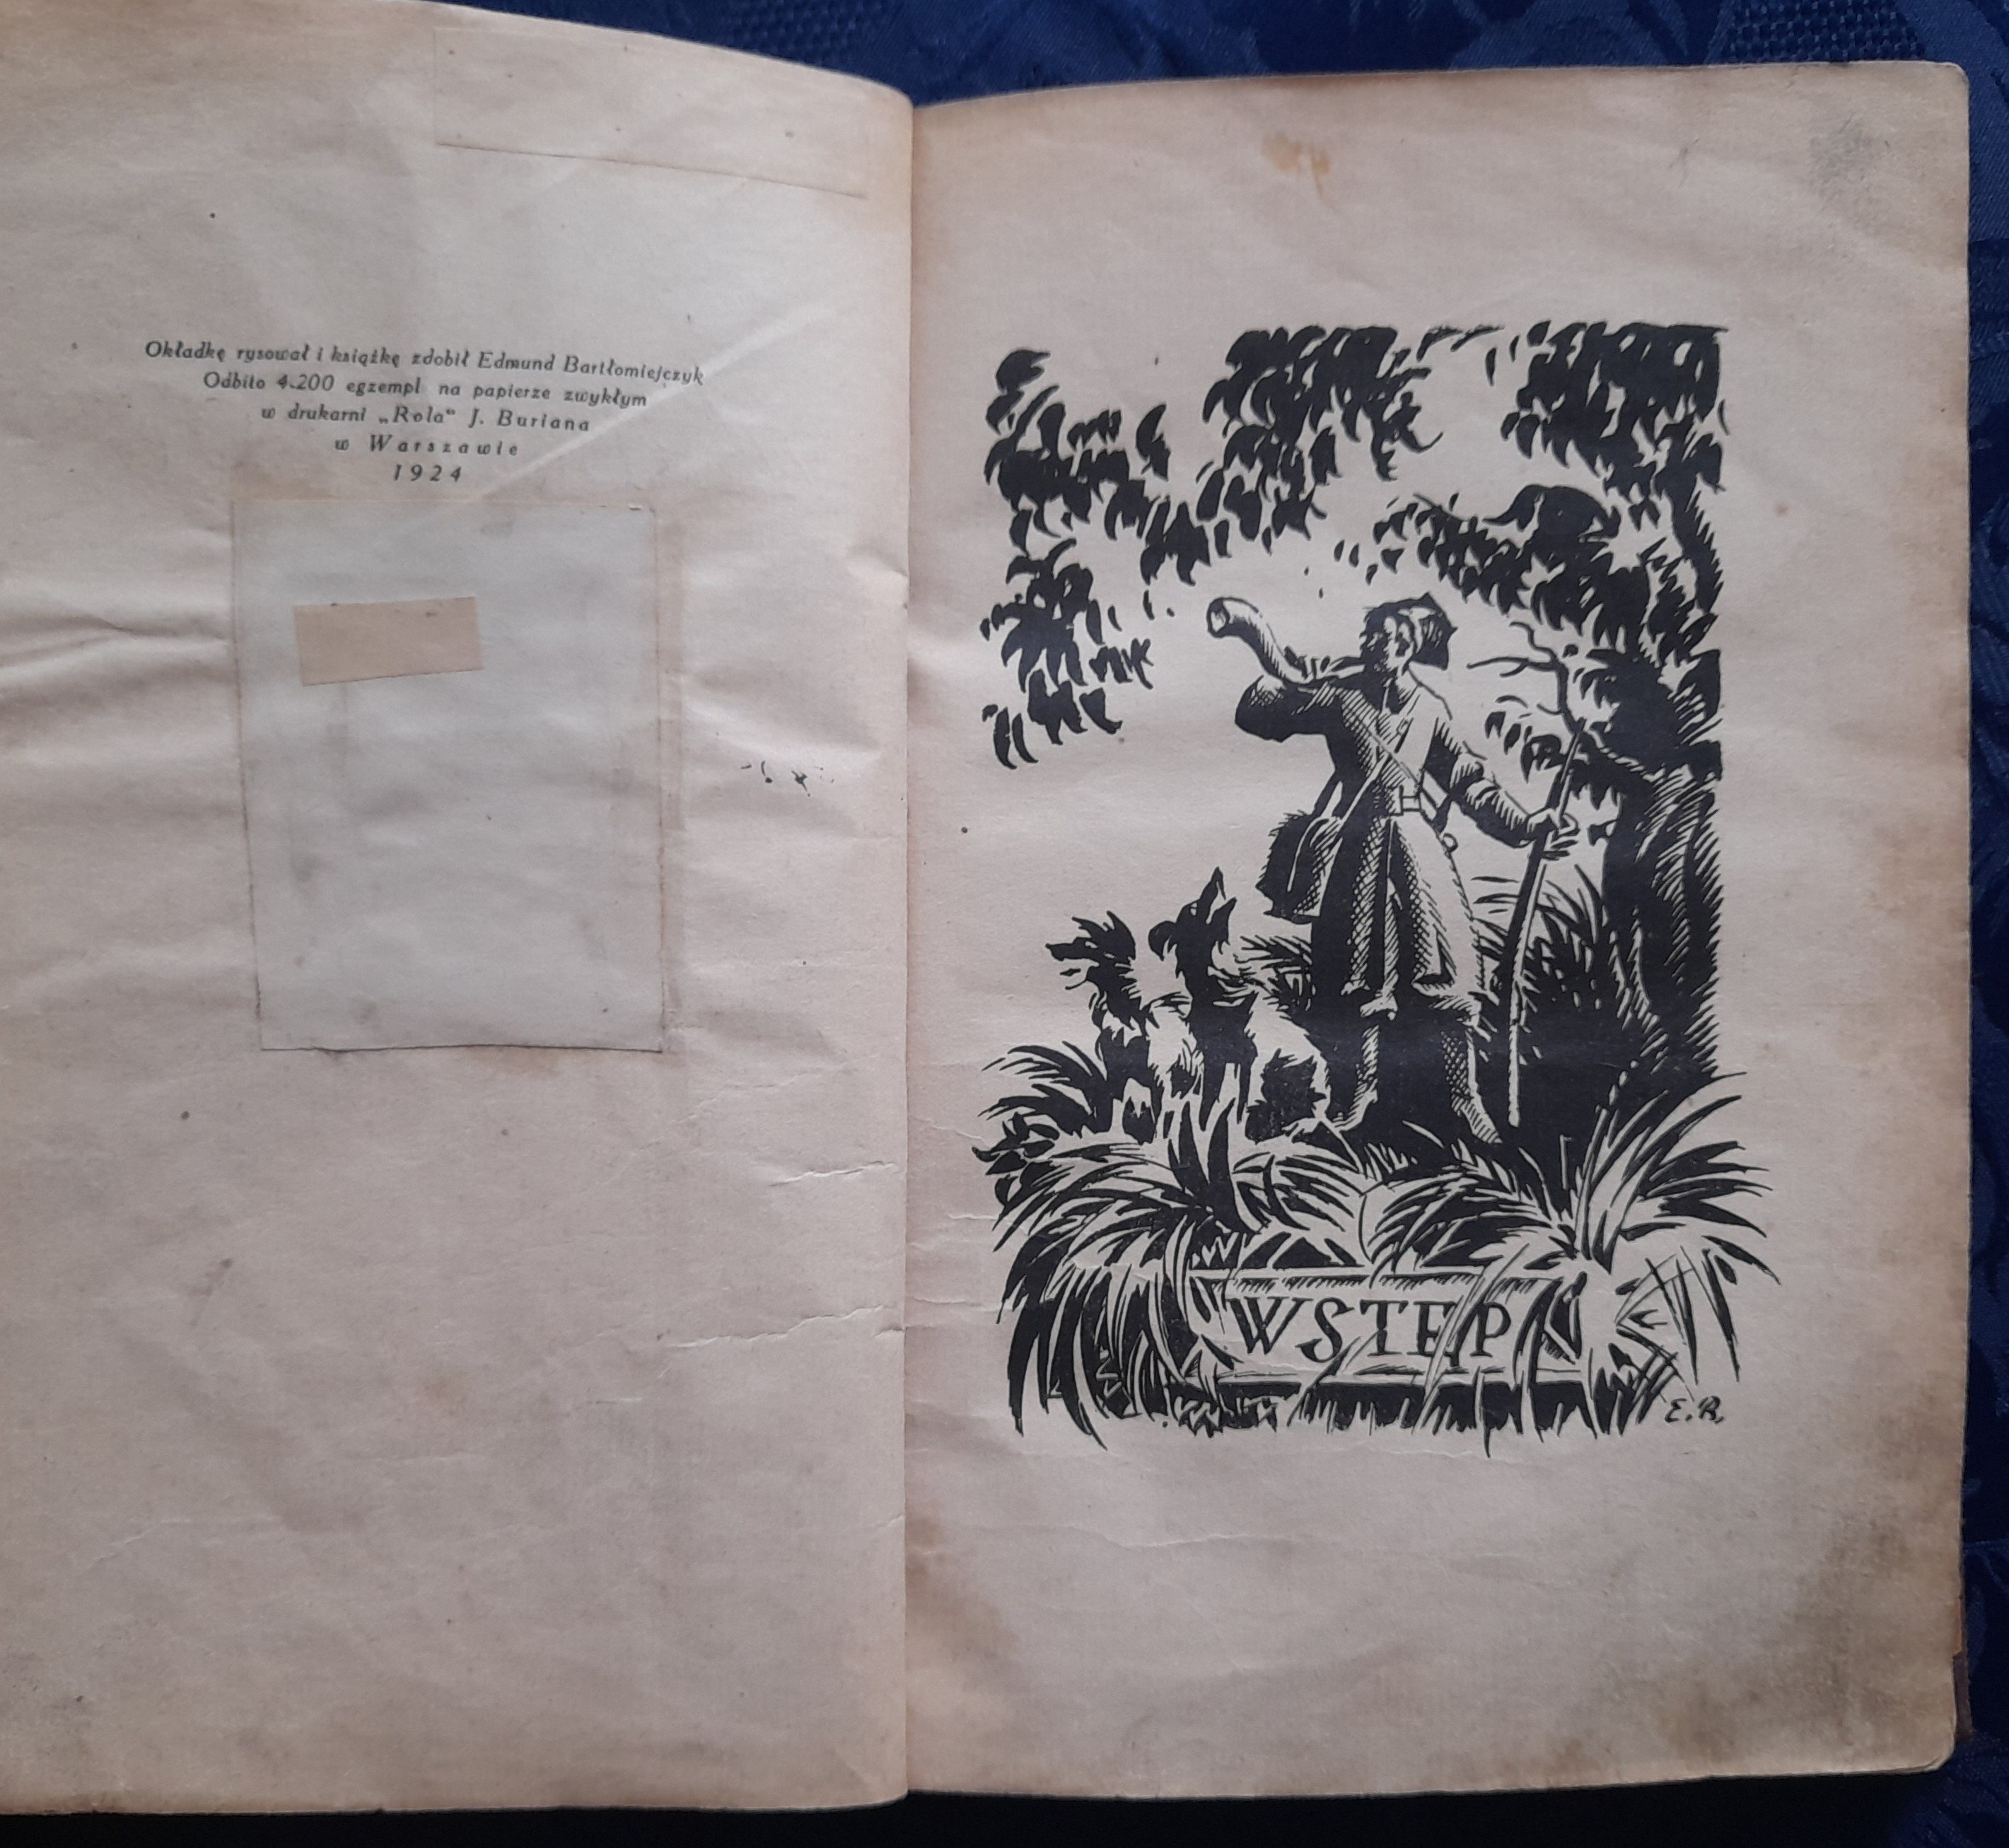 Okładkę rysował i książkę zdobił Edmund Bartłomiejczyk
Odbito 4.200 egzempl na papierze zwykłym
w drukarni „Rola“ J. Buriana
w Warszawie
1924
WSTĘP
E. B.